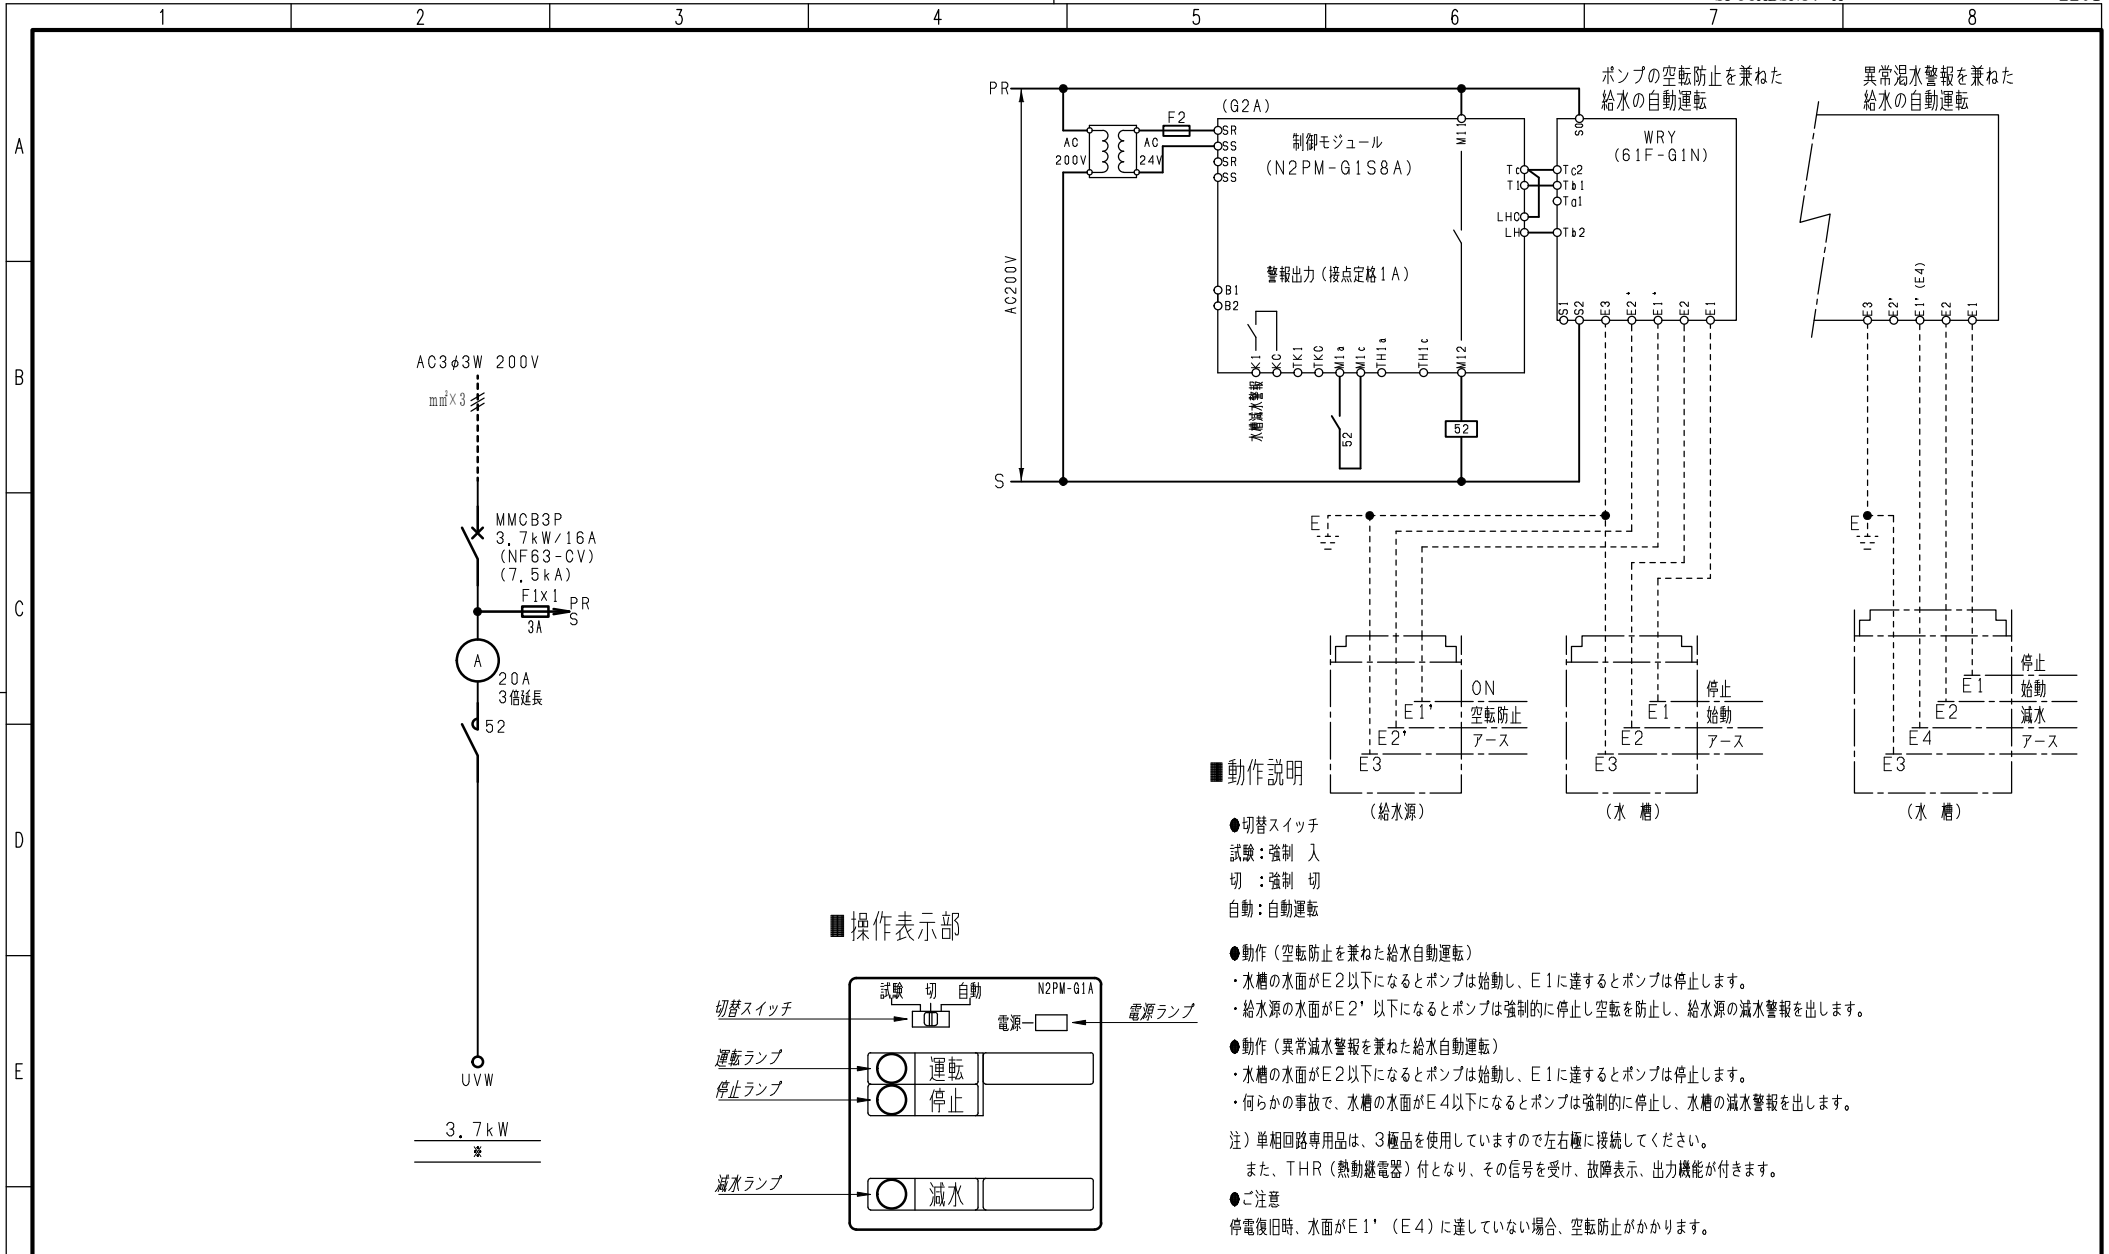 1 2 3 4 5 6 7 8
A
B
C
D
E
AC3φ3W 200V
mm²×3
MMCB3P
3.7kW/16A
(NF63-CV)
(7.5kA)
F1×1
PR
S
3A
A
20A
3倍延長
52
UVW
3.7kW
※
PR
AC200V
S
AC
200V
AC
24V
F2
(G2A)
SR
SS
SR
SS
制御モジュール
(N2PM-G1S8A)
M11
警報出力（接点定格1A）
B1
B2
K1
KC
TK1
TKC
M1a
M1c
TH1a
TH1c
M12
水槽減水警報
52
52
Tc
T1
LHC
LH
ポンプの空転防止を兼ねた
給水の自動運転
S0
WRY
(61F-G1N)
Tc2
Tb1
Ta1
Tb2
S1
S2
E3
E2'
E1'
E2
E1
異常渇水警報を兼ねた
給水の自動運転
E3
E2'
E1'(E4)
E2
E1
E
E
ON
E1'
空転防止
E2'
アース
E3
（給水源）
停止
E1
始動
E2
アース
E3
（水 槽）
停止
E1
始動
E2
減水
E4
アース
E3
（水 槽）
■動作説明
●切替スイッチ
試験：強制 入
切 ：強制 切
自動：自動運転
●動作（空転防止を兼ねた給水自動運転）
・水槽の水面がE2以下になるとポンプは始動し、E1に達するとポンプは停止します。
・給水源の水面がE2'以下になるとポンプは強制的に停止し空転を防止し、給水源の減水警報を出します。
●動作（異常減水警報を兼ねた給水自動運転）
・水槽の水面がE2以下になるとポンプは始動し、E1に達するとポンプは停止します。
・何らかの事故で、水槽の水面がE4以下になるとポンプは強制的に停止し、水槽の減水警報を出します。
注）単相回路専用品は、3極品を使用していますので左右極に接続してください。
また、THR（熱動継電器）付となり、その信号を受け、故障表示、出力機能が付きます。
●ご注意
停電復旧時、水面がE1'（E4）に達していない場合、空転防止がかかります。
■操作表示部
試験 切 自動
N2PM-G1A
切替スイッチ
電源
電源ランプ
運転ランプ
運転
停止ランプ
停止
減水ランプ
減水